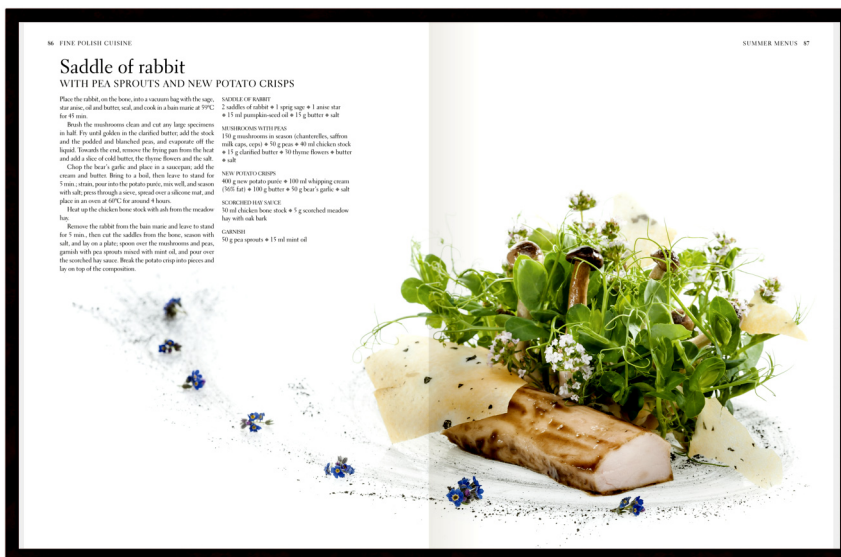 86 FINE POLISH CUISINE
SUMMER MENUS 87
Saddle of rabbit
WITH PEA SPROUTS AND NEW POTATO CRISPS
Place the rabbit, on the bone, into a vacuum bag with the sage,
star anise, oil and butter, seal, and cook in a bain marie at 59°C
for 45 min.
Brush the mushrooms clean and cut any large specimens
in half. Fry until golden in the clarified butter, add the stock
and the podded and blanched peas, and evaporate off the
liquid. Towards the end, remove the frying pan from the heat
and add a slice of cold butter, the thyme flowers and the salt.
Chop the bear's garlic and place in a saucepan; add the
cream and butter. Bring to a boil, then leave to stand for
5 min.; strain, pour into the potato purée, mix well, and season
with salt; press through a sieve, spread over a silicone mat, and
place in an oven at 60°C for around 4 hours.
Heat up the chicken bone stock with ash from the meadow
hay.
Remove the rabbit from the bain marie and leave to stand
for 5 min., then cut the saddles from the bone, season with
salt, and lay on a plate; spoon over the mushrooms and peas,
garnish with pea sprouts mixed with mint oil, and pour over
the scorched hay sauce. Break the potato crisp into pieces and
lay on top of the composition.
SADDLE OF RABBIT
2 saddles of rabbit • 1 sprig sage • 1 anise star
• 15 ml pumpkin-seed oil • 15 g butter • salt
MUSHROOMS WITH PEAS
150 g mushrooms in season (chanterelles, saffron
milk caps, ceps) • 50 g peas • 40 ml chicken stock
• 15 g clarified butter • 30 thyme flowers • butter
• salt
NEW POTATO CRISPS
400 g new potato purée • 100 ml whipping cream
(36% fat) • 100 g butter • 50 g bear's garlic • salt
SCORCHED HAY SAUCE
50 ml chicken bone stock • 5 g scorched meadow
hay with oak bark
GARNISH
50 g pea sprouts • 15 ml mint oil